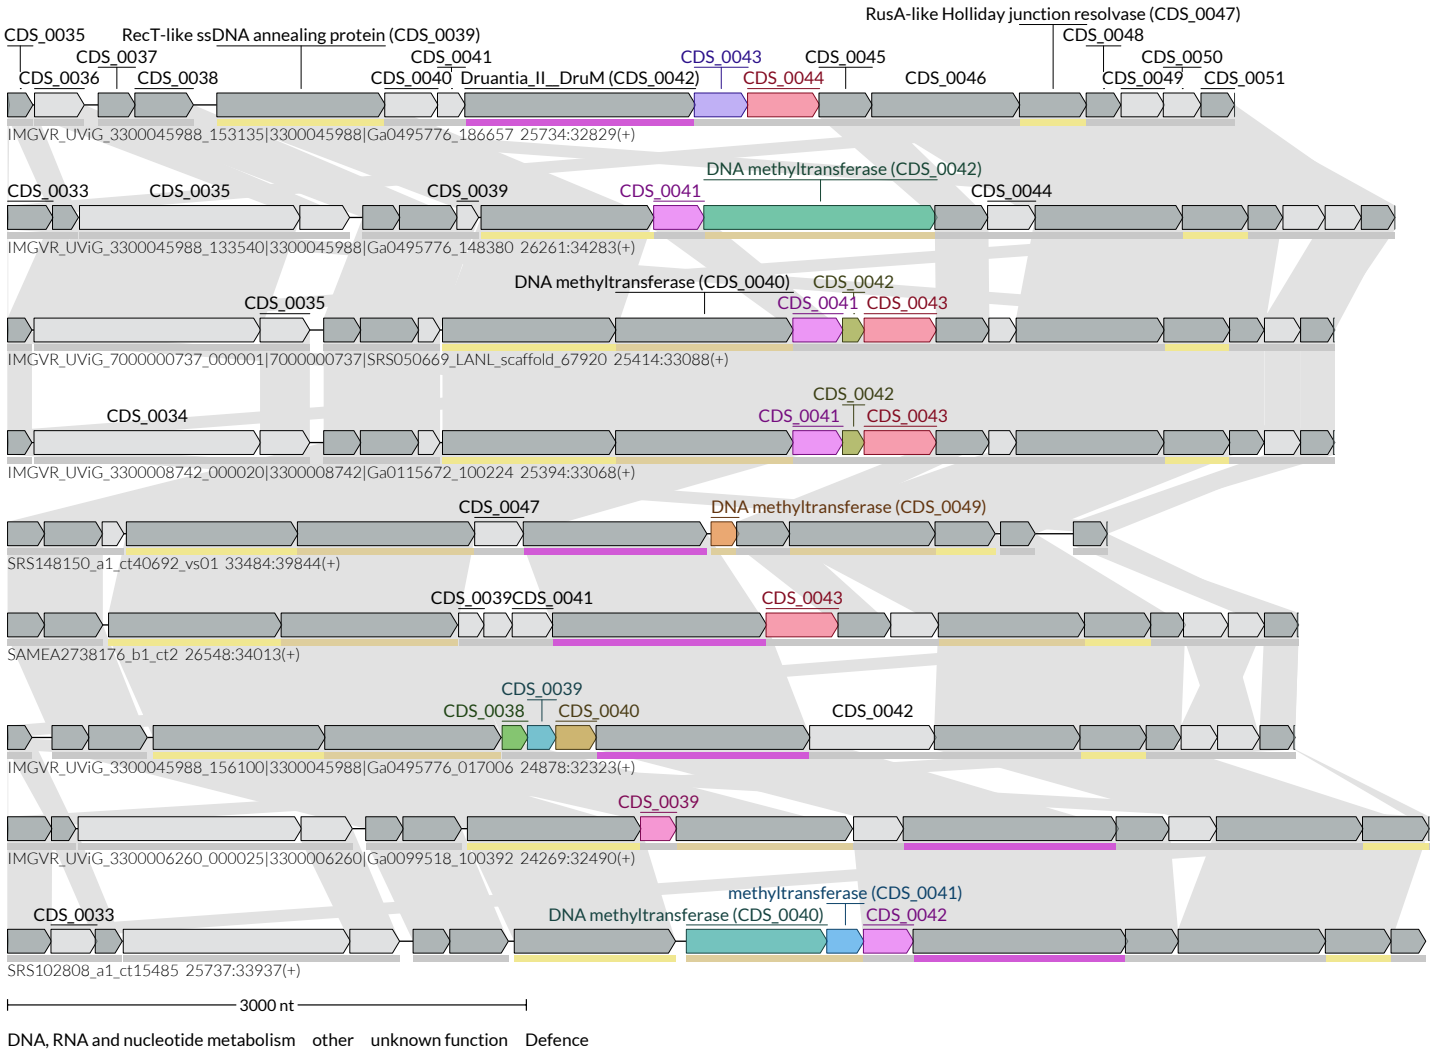 RusA-like Holliday junction resolvase (CDS_0047)
CDS_0035 RecT-like ssDNA annealing protein (CDS_0039) CDS_0048
CDS_0037 CDS_0041 CDS_0043 CDS_0045 CDS_0050
CDS_0036 CDS_0038 CDS_0040 Druantia_II__DruM (CDS_0042) CDS_0044 CDS_0046 CDS_0049 CDS_0051
IMGVR_UViG_3300045988_153135|3300045988|Ga0495776_186657 25734:32829(+)
DNA methyltransferase (CDS_0042)
CDS_0033 CDS_0035 CDS_0039 CDS_0041 CDS_0044
IMGVR_UViG_3300045988_133540|3300045988|Ga0495776_148380 26261:34283(+)
DNA methyltransferase (CDS_0040) CDS_0042
CDS_0035 CDS_0041 CDS_0043
IMGVR_UViG_7000000737_000001|7000000737|SRS050669_LANL_scaffold_67920 25414:33088(+)
CDS_0042
CDS_0034 CDS_0041 CDS_0043
IMGVR_UViG_3300008742_000020|3300008742|Ga0115672_100224 25394:33068(+)
CDS_0047 DNA methyltransferase (CDS_0049)
SRS148150_a1_ct40692_vs01 33484:39844(+)
CDS_0039 CDS_0041 CDS_0043
SAMEA2738176_b1_ct2 26548:34013(+)
CDS_0039
CDS_0038 CDS_0040 CDS_0042
IMGVR_UViG_3300045988_156100|3300045988|Ga0495776_017006 24878:32323(+)
CDS_0039
IMGVR_UViG_3300006260_000025|3300006260|Ga0099518_100392 24269:32490(+)
methyltransferase (CDS_0041)
CDS_0033 DNA methyltransferase (CDS_0040) CDS_0042
SRS102808_a1_ct15485 25737:33937(+)
3000 nt
DNA, RNA and nucleotide metabolism other unknown function Defence